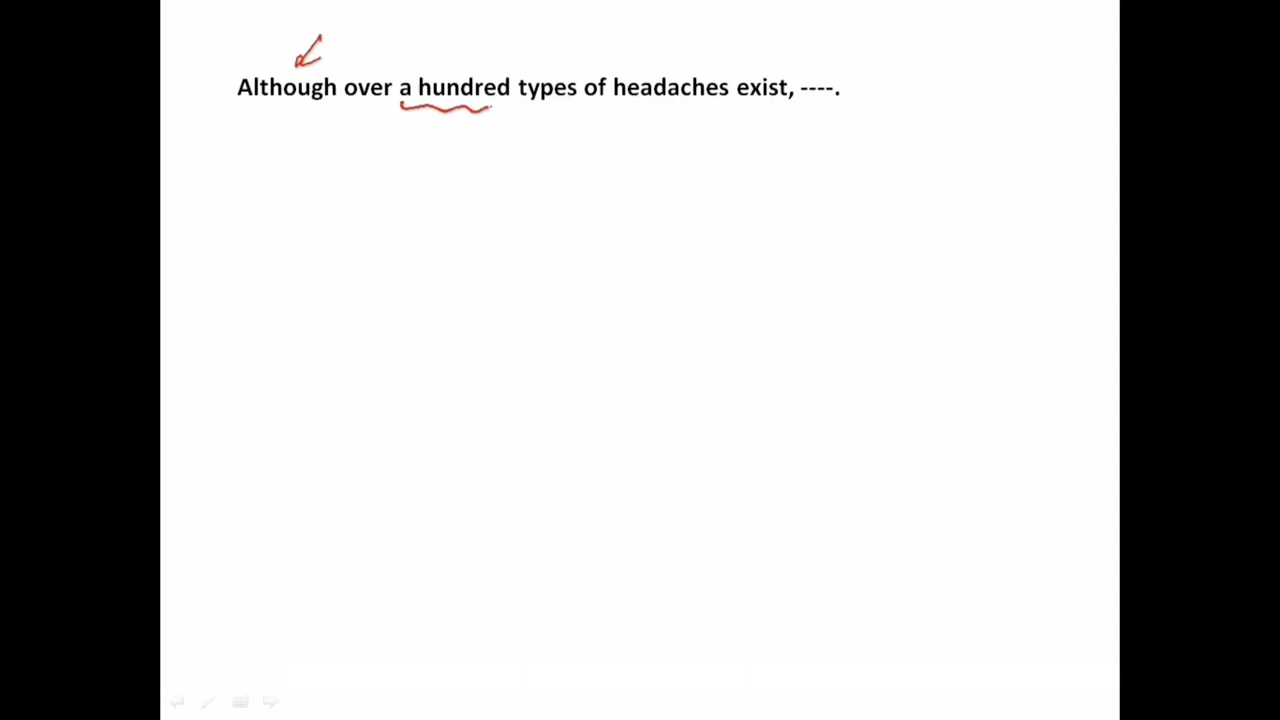 Although over a hundred types of headaches exist, ----.